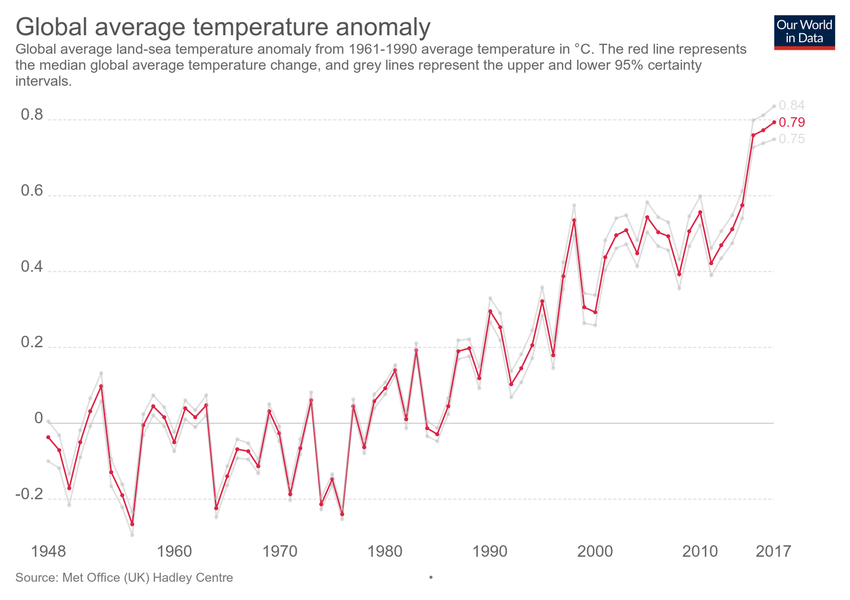 Global average temperature anomaly
Our World
in Data
Global average land-sea temperature anomaly from 1961-1990 average temperature in °C. The red line represents
the median global average temperature change, and grey lines represent the upper and lower 95% certainty
intervals.
0.84
0.8
0.79
0.75
0.6
0.4
0.2
0
-0.2
1948 1960 1970 1980 1990 2000 2010 2017
Source: Met Office (UK) Hadley Centre
•